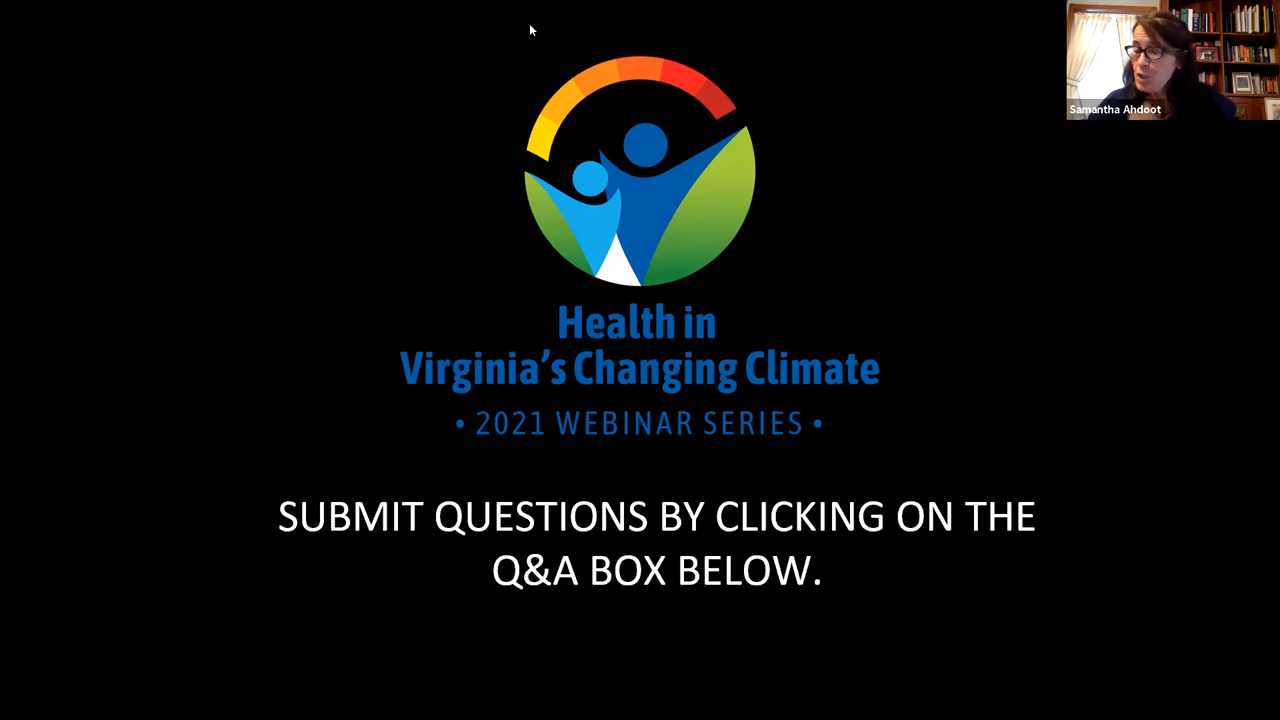 Samantha Ahdoot
Health in
Virginia's Changing Climate
• 2021 WEBINAR SERIES •
SUBMIT QUESTIONS BY CLICKING ON THE
Q&A BOX BELOW.